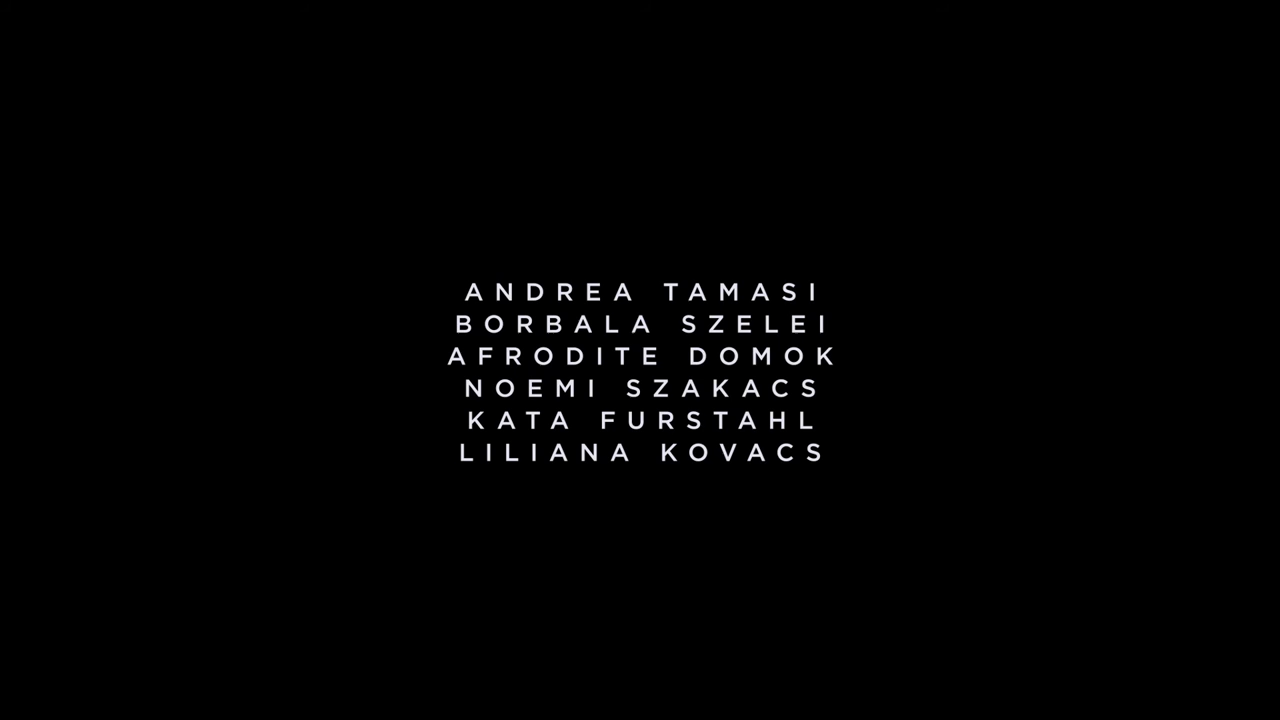 ANDREA TAMASI
BORBALA SZELEI
AFRODITE DOMOK
NOEMI SZAKACS
KATA FURSTAHL
LILIANA KOVACS